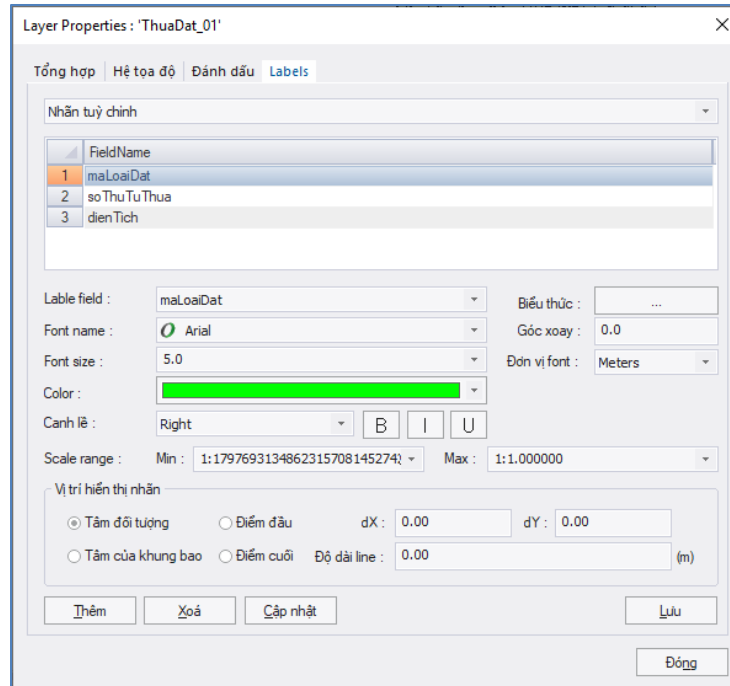 Layer Properties : 'ThuaDat_01'
Tổng hợp Hệ tọa độ Đánh dấu Labels
Nhãn tuỳ chinh
FieldName
1 maLoaiDat
2 soThuTuThua
3 dienTich
Lable field : maLoaiDat Biểu thức : ...
Font name : O Arial Góc xoay : 0.0
Font size : 5.0 Đơn vị font : Meters
Color :
Canh lề : Right B I U
Scale range : Min : 1:17976931348623157081452742 Max : 1:1.000000
Vị trí hiển thị nhãn
Tâm đối tượng Điểm đầu dX : 0.00 dY : 0.00
Tâm của khung bao Điểm cuối Độ dài line : 0.00 (m)
Thêm Xoá Cập nhật Lưu
Đóng